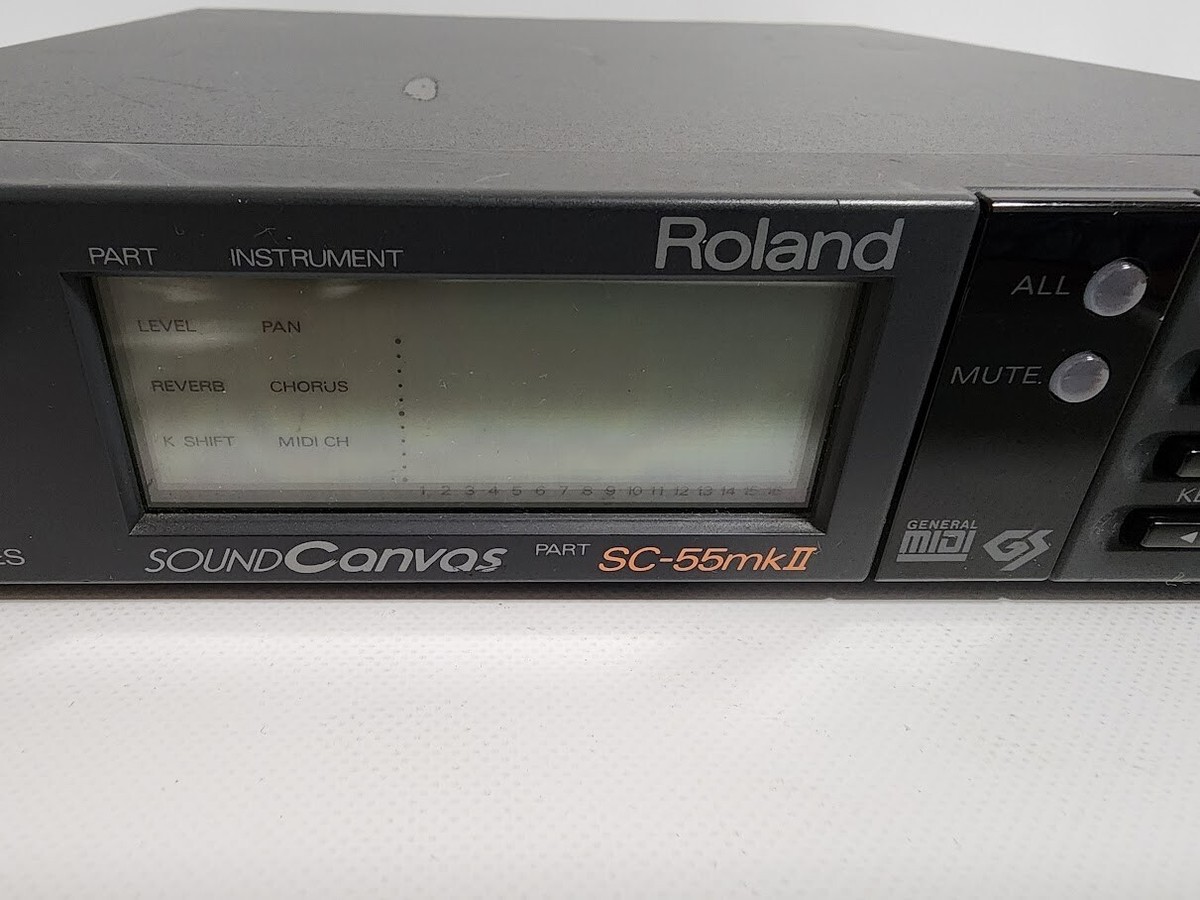 Roland
PART INSTRUMENT
ALL
LEVEL PAN
MUTE
REVERB CHORUS
K SHIFT MIDI CH
1 2 3 4 5 6 7 8 9 10 11 12 13 14 15 16
GENERAL
MIDI GS
SOUND Canvas PART SC-55mkII